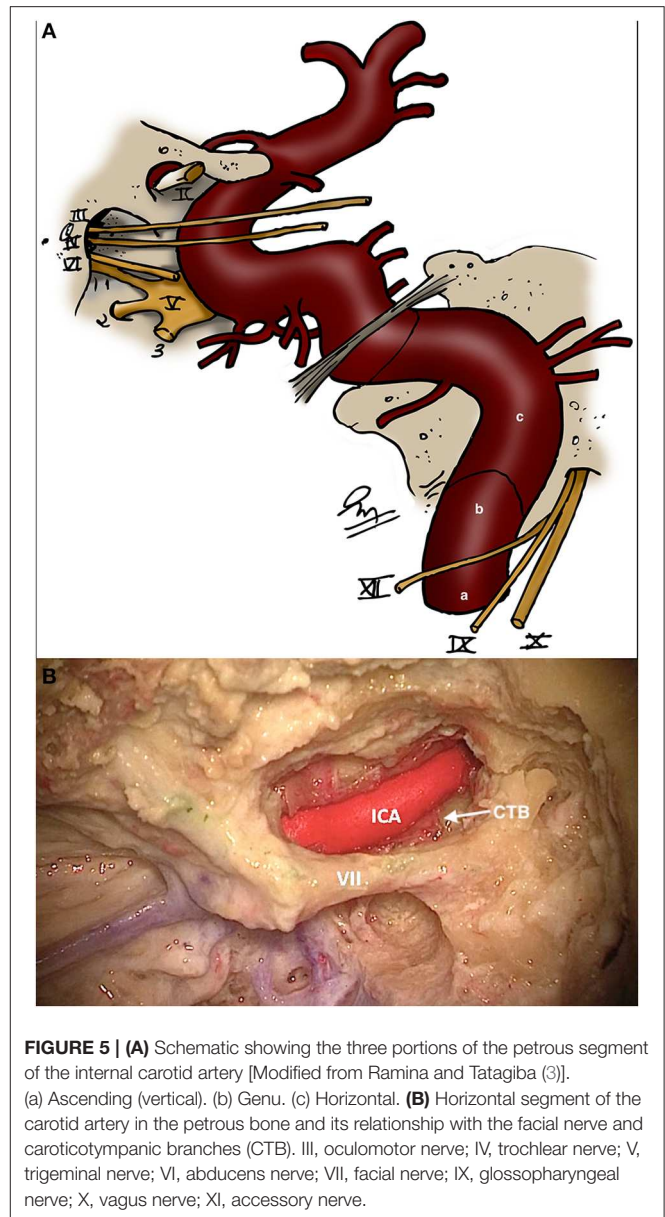 A
II
III
IV
VI
V
1
2
3
c
b
a
XII
IX
X
B
ICA
CTB
VII
FIGURE 5 | (A) Schematic showing the three portions of the petrous segment
of the internal carotid artery [Modified from Ramina and Tatagiba (3)].
(a) Ascending (vertical). (b) Genu. (c) Horizontal. (B) Horizontal segment of the
carotid artery in the petrous bone and its relationship with the facial nerve and
caroticotympanic branches (CTB). III, oculomotor nerve; IV, trochlear nerve; V,
trigeminal nerve; VI, abducens nerve; VII, facial nerve; IX, glossopharyngeal
nerve; X, vagus nerve; XI, accessory nerve.